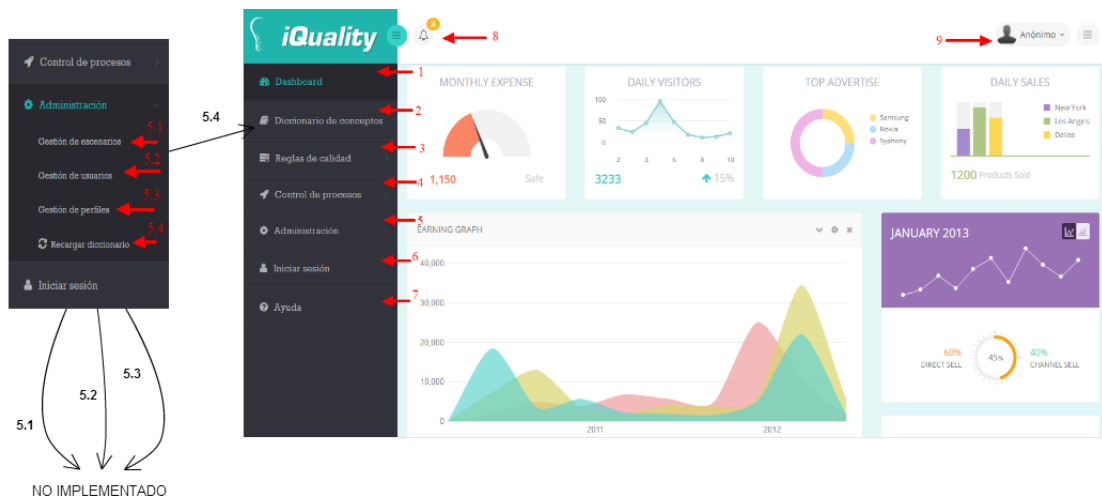 Control de procesos
Administración
Gestión de escenarios
5.1
Gestión de usuarios
5.2
Gestión de perfiles
5.3
Recargar diccionario
5.4
Iniciar sesión
5.1
5.2
5.3
NO IMPLEMENTADO
5.4
iQuality
3
8
9
Anónimo
Dashboard
1
Diccionario de conceptos
2
Reglas de calidad
3
Control de procesos
4
Administración
5
Iniciar sesión
6
Ayuda
7
MONTHLY EXPENSE
1,150
Safe
DAILY VISITORS
100
50
0
2 4 6 8 10
3233
15%
TOP ADVERTISE
Samsung
Nokia
Syphony
DAILY SALES
New York
Los Angels
Dallas
1200 Products Sold
EARNING GRAPH
40,000
30,000
20,000
10,000
0
2011 2012
JANUARY 2013
60%
DIRECT SELL
45%
40%
CHANNEL SELL